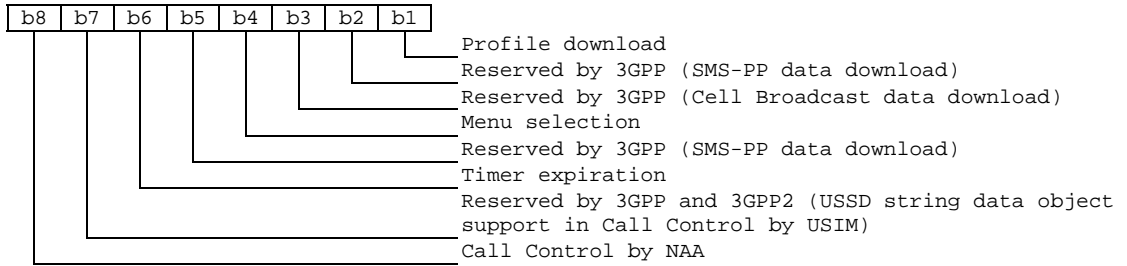 b8 b7 b6 b5 b4 b3 b2 b1
Profile download
Reserved by 3GPP (SMS-PP data download)
Reserved by 3GPP (Cell Broadcast data download)
Menu selection
Reserved by 3GPP (SMS-PP data download)
Timer expiration
Reserved by 3GPP and 3GPP2 (USSD string data object
support in Call Control by USIM)
Call Control by NAA